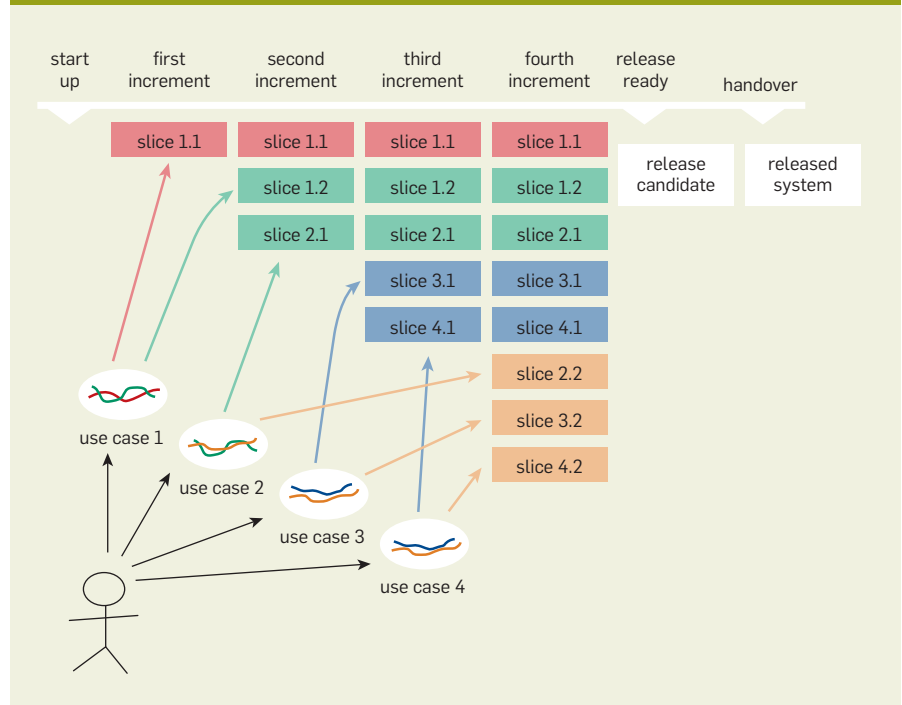 start
up
first
increment
second
increment
third
increment
fourth
increment
release
ready
handover
slice 1.1
slice 1.1
slice 1.1
slice 1.1
release
candidate
released
system
slice 1.2
slice 1.2
slice 1.2
slice 2.1
slice 2.1
slice 2.1
slice 3.1
slice 3.1
slice 4.1
slice 4.1
slice 2.2
slice 3.2
slice 4.2
use case 1
use case 2
use case 3
use case 4